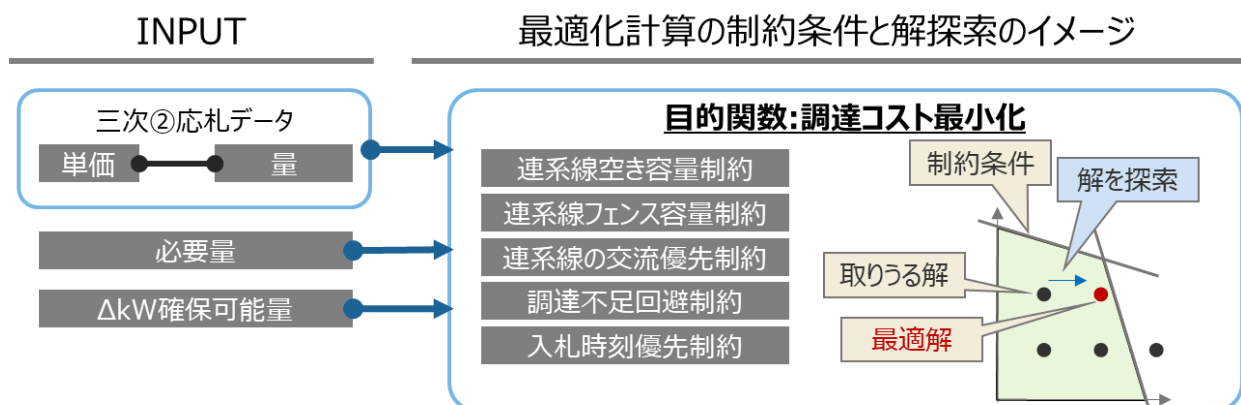 INPUT
最適化計算の制約条件と解探索のイメージ
三次②応札データ
単価
量
必要量
ΔkW確保可能量
目的関数:調達コスト最小化
連系線空き容量制約
連系線フェンス容量制約
連系線の交流優先制約
調達不足回避制約
入札時刻優先制約
制約条件
解を探索
取りうる解
最適解